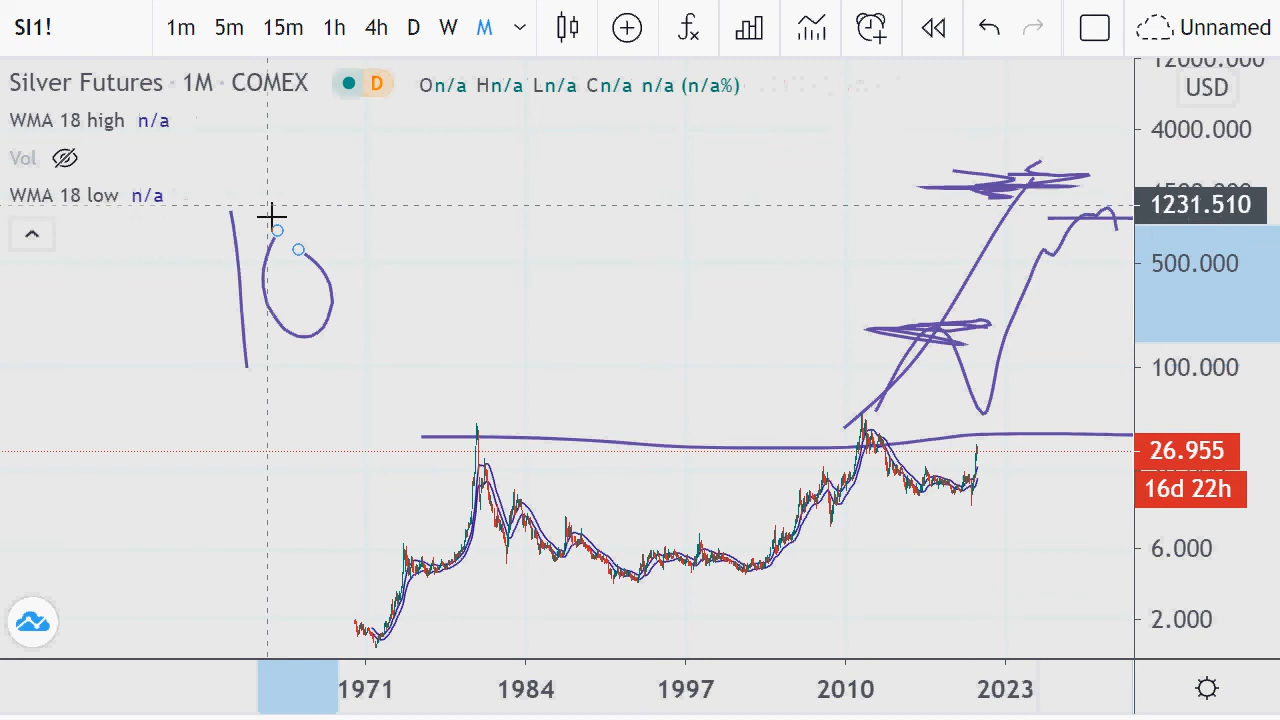 SI1! 1m 5m 15m 1h 4h D W M Unnamed
12000.000
Silver Futures · 1M · COMEX D On/a Hn/a Ln/a Cn/a n/a (n/a%) USD
WMA 18 high n/a
4000.000
Vol
WMA 18 low n/a
1231.510
10
500.000
100.000
26.955
16d 22h
6.000
2.000
1971 1984 1997 2010 2023